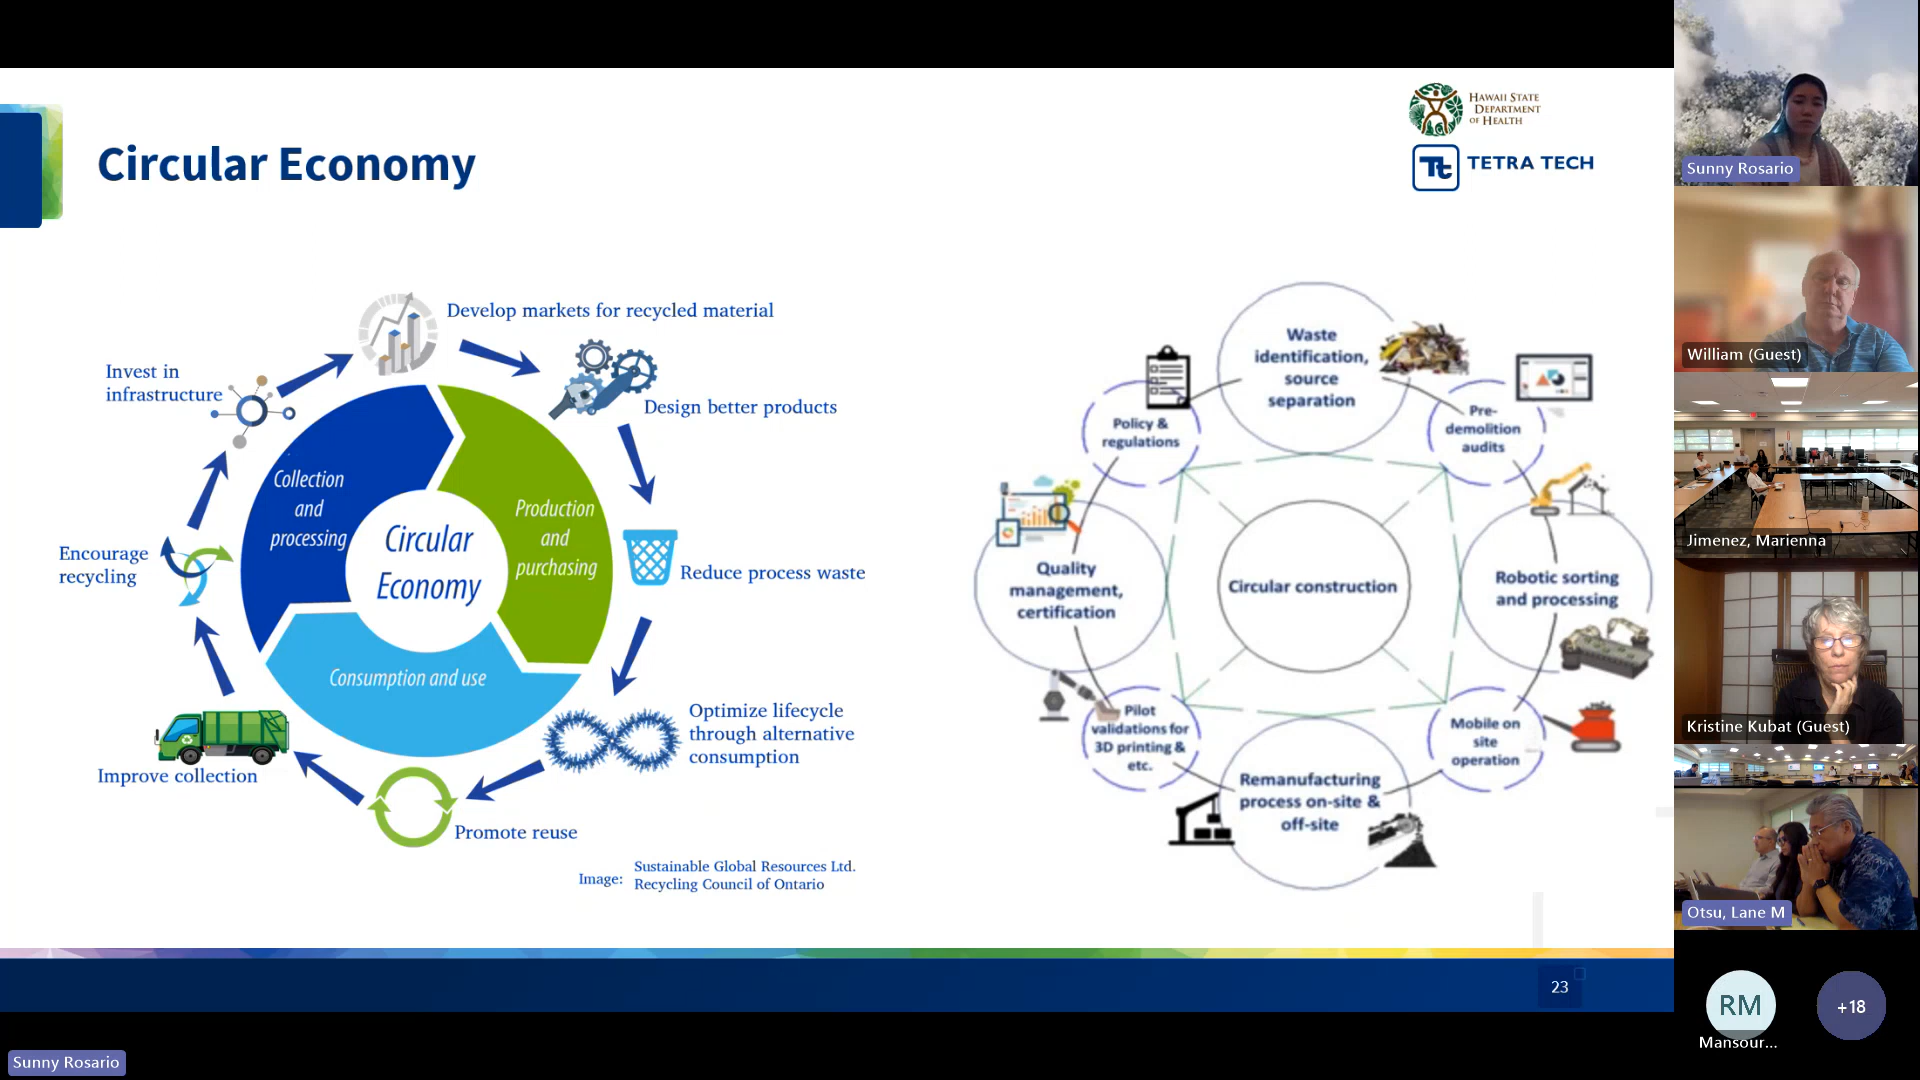 Circular Economy
HAWAII STATE
DEPARTMENT
OF HEALTH
Tt TETRA TECH
Develop markets for recycled material
Design better products
Reduce process waste
Optimize lifecycle
through alternative
consumption
Promote reuse
Improve collection
Encourage
recycling
Invest in
infrastructure
Collection
and
processing
Production
and
purchasing
Consumption and use
Circular
Economy
Image:
Sustainable Global Resources Ltd.
Recycling Council of Ontario
Waste
identification,
source
separation
Pre-
demolition
audits
Robotic sorting
and processing
Mobile on
site
operation
Remanufacturing
process on-site &
off-site
Pilot
validations for
3D printing &
etc.
Quality
management,
certification
Policy &
regulations
Circular construction
23
Sunny Rosario
Sunny Rosario
William (Guest)
Jimenez, Marienna
Kristine Kubat (Guest)
Otsu, Lane M
RM
Mansour...
+18